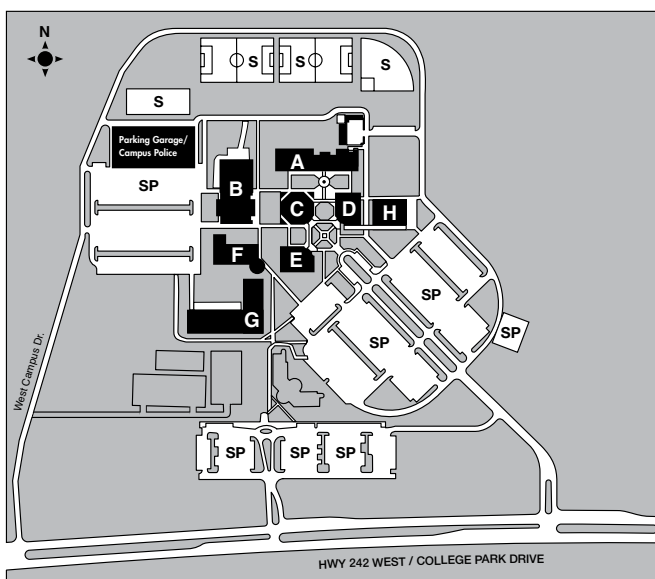 N
S
S
S
S
Parking Garage/
Campus Police
SP
A
B
C
D
H
F
E
G
SP
SP
SP
West Campus Dr.
SP
SP
SP
HWY 242 WEST / COLLEGE PARK DRIVE